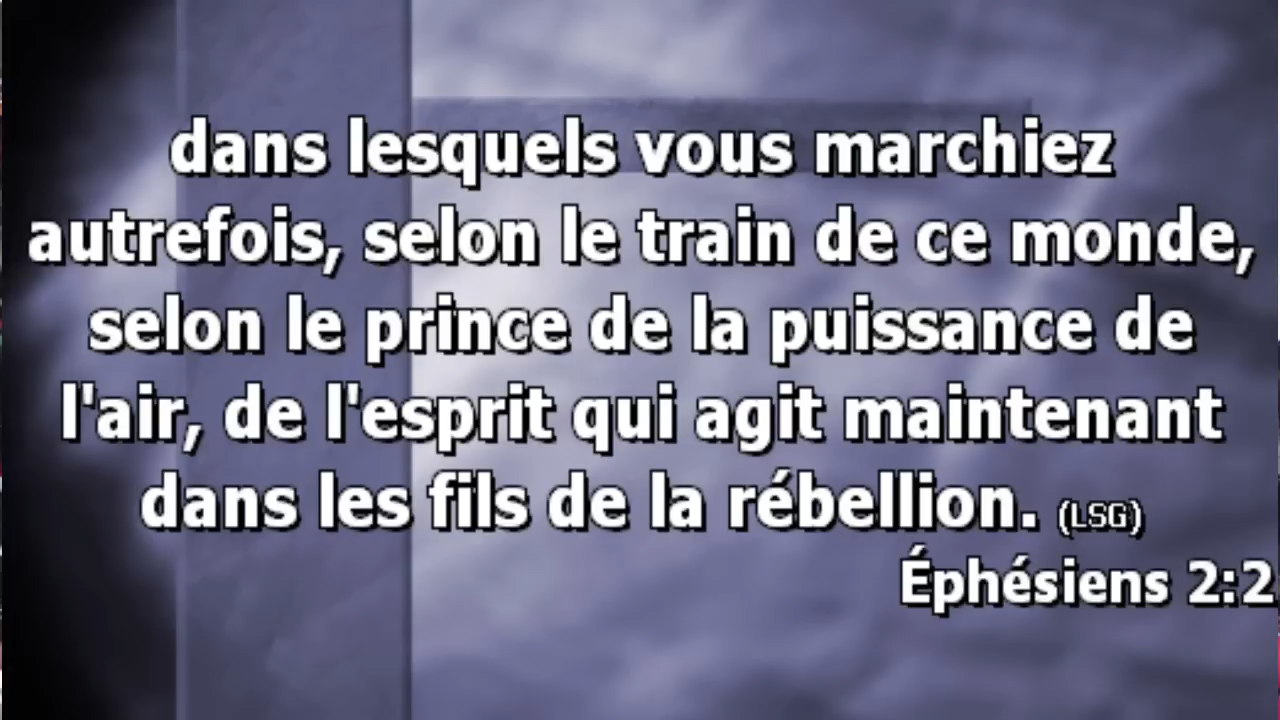 dans lesquels vous marchiez
autrefois, selon le train de ce monde,
selon le prince de la puissance de
l'air, de l'esprit qui agit maintenant
dans les fils de la rébellion. (LSG)
Éphésiens 2:2